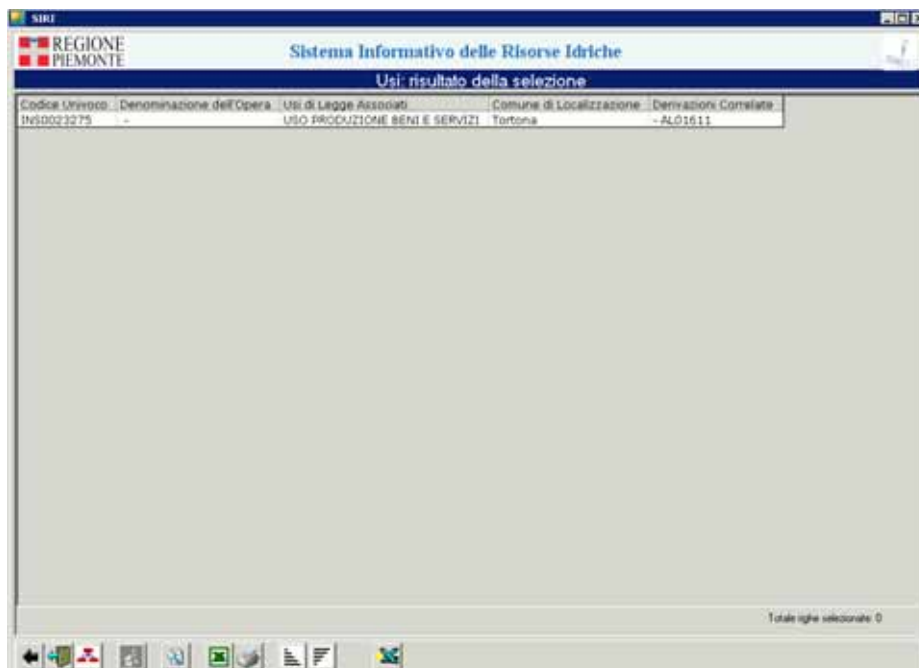 SIRI
REGIONE
PIEMONTE
Sistema Informativo delle Risorse Idriche
Usi: risultato della selezione
Codice Univoco Denominazione dell'Opera Usi di Legge Associati Comune di Localizzazione Derivazioni Correlate
INS0023275 - USO PRODUZIONE BENI E SERVIZI Tortona - AL01611
Totale righe selezionate: 0